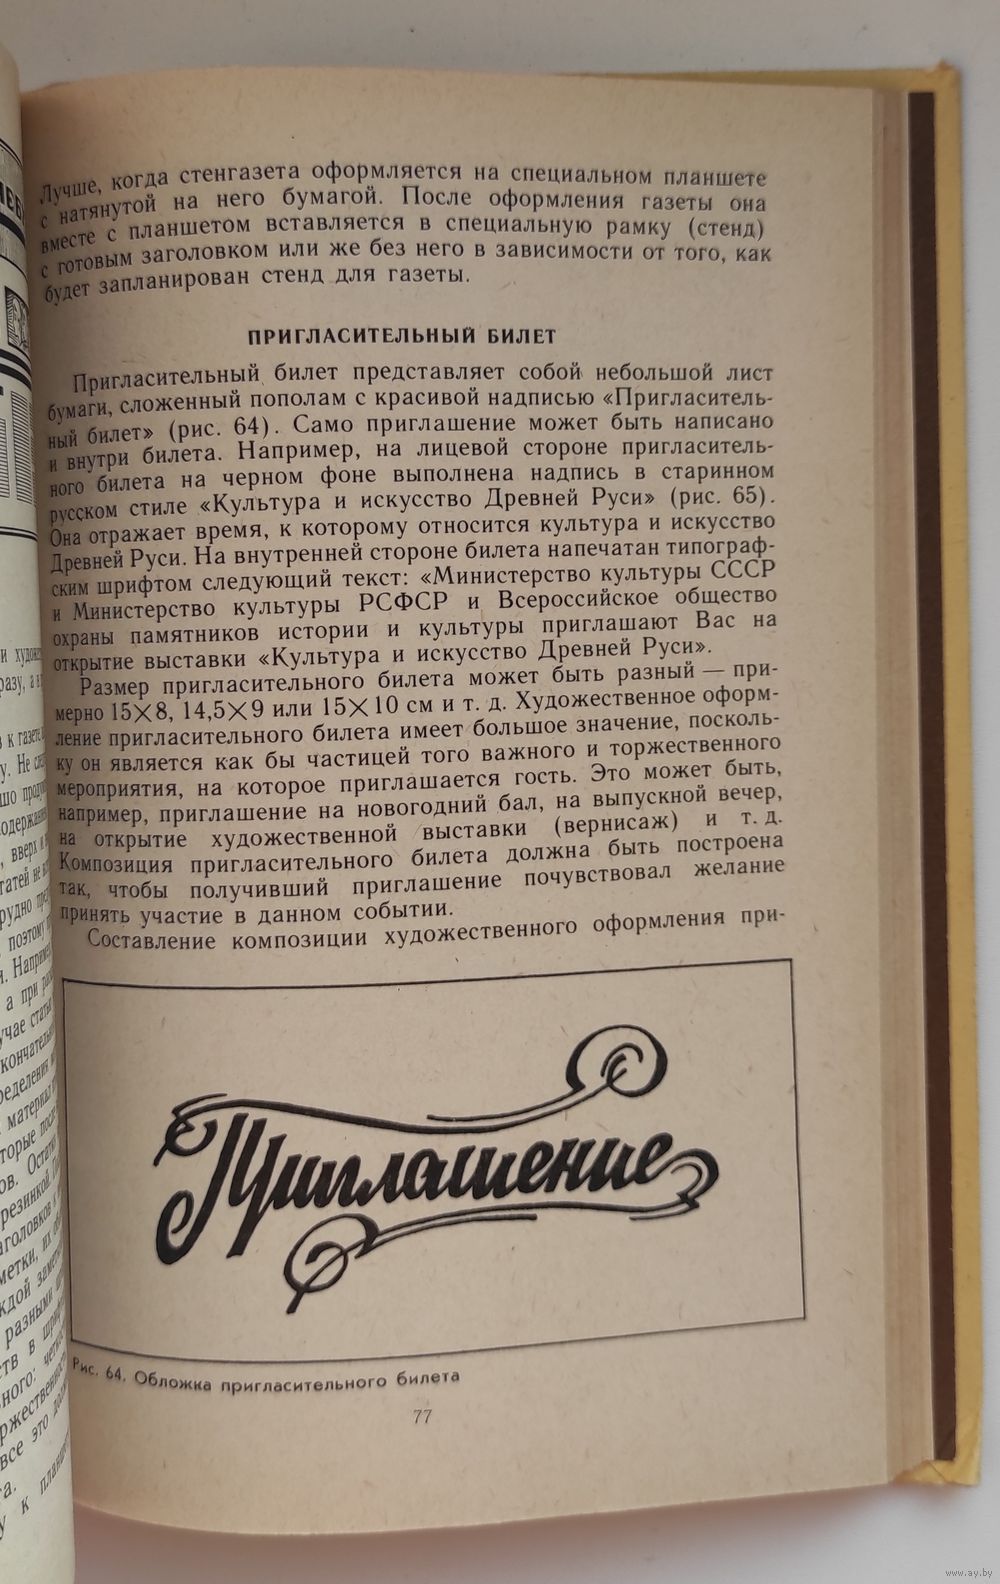 Лучше, когда стенгазета оформляется на специальном планшете
с натянутой на него бумагой. После оформления газеты она
вместе с планшетом вставляется в специальную рамку (стенд)
с готовым заголовком или же без него в зависимости от того, как
будет запланирован стенд для газеты.
ПРИГЛАСИТЕЛЬНЫЙ БИЛЕТ
Пригласительный билет представляет собой небольшой лист
бумаги, сложенный пополам с красивой надписью «Пригласитель-
ный билет» (рис. 64). Само приглашение может быть написано
и внутри билета. Например, на лицевой стороне пригласитель-
ного билета на черном фоне выполнена надпись в старинном
русском стиле «Культура и искусство Древней Руси» (рис. 65).
Она отражает время, к которому относится культура и искусство
Древней Руси. На внутренней стороне билета напечатан типограф-
ским шрифтом следующий текст: «Министерство культуры СССР
и Министерство культуры РСФСР и Всероссийское общество
охраны памятников истории и культуры приглашают Вас на
открытие выставки «Культура и искусство Древней Руси».
Размер пригласительного билета может быть разный — при-
мерно 15×8, 14,5×9 или 15×10 см и т. д. Художественное оформ-
ление пригласительного билета имеет большое значение, посколь-
ку он является как бы частицей того важного и торжественного
мероприятия, на которое приглашается гость. Это может быть,
например, приглашение на новогодний бал, на выпускной вечер,
на открытие художественной выставки (вернисаж) и т. д.
Композиция пригласительного билета должна быть построена
так, чтобы получивший приглашение почувствовал желание
принять участие в данном событии.
Составление композиции художественного оформления при-
Приглашение
Рис. 64. Обложка пригласительного билета
77
www.ay.by